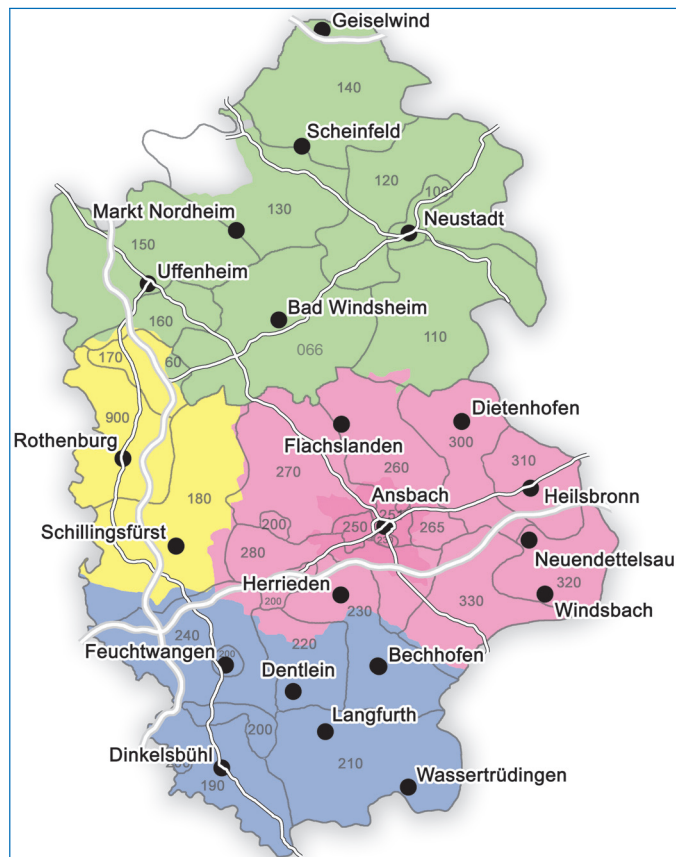 Geiselwind
140
Scheinfeld
120
100
Markt Nordheim
130
Neustadt
150
Uffenheim
Bad Windsheim
160
110
066
170
60
Dietenhofen
900
Flachslanden
300
Rothenburg
270
260
310
Ansbach
Heilsbronn
180
200
250
265
Schillingsfürst
280
Neuendettelsau
Herrieden
320
200
330
Windsbach
230
240
220
Feuchtwangen
200
Bechhofen
Dentlein
200
Langfurth
Dinkelsbühl
210
190
Wassertrüdingen